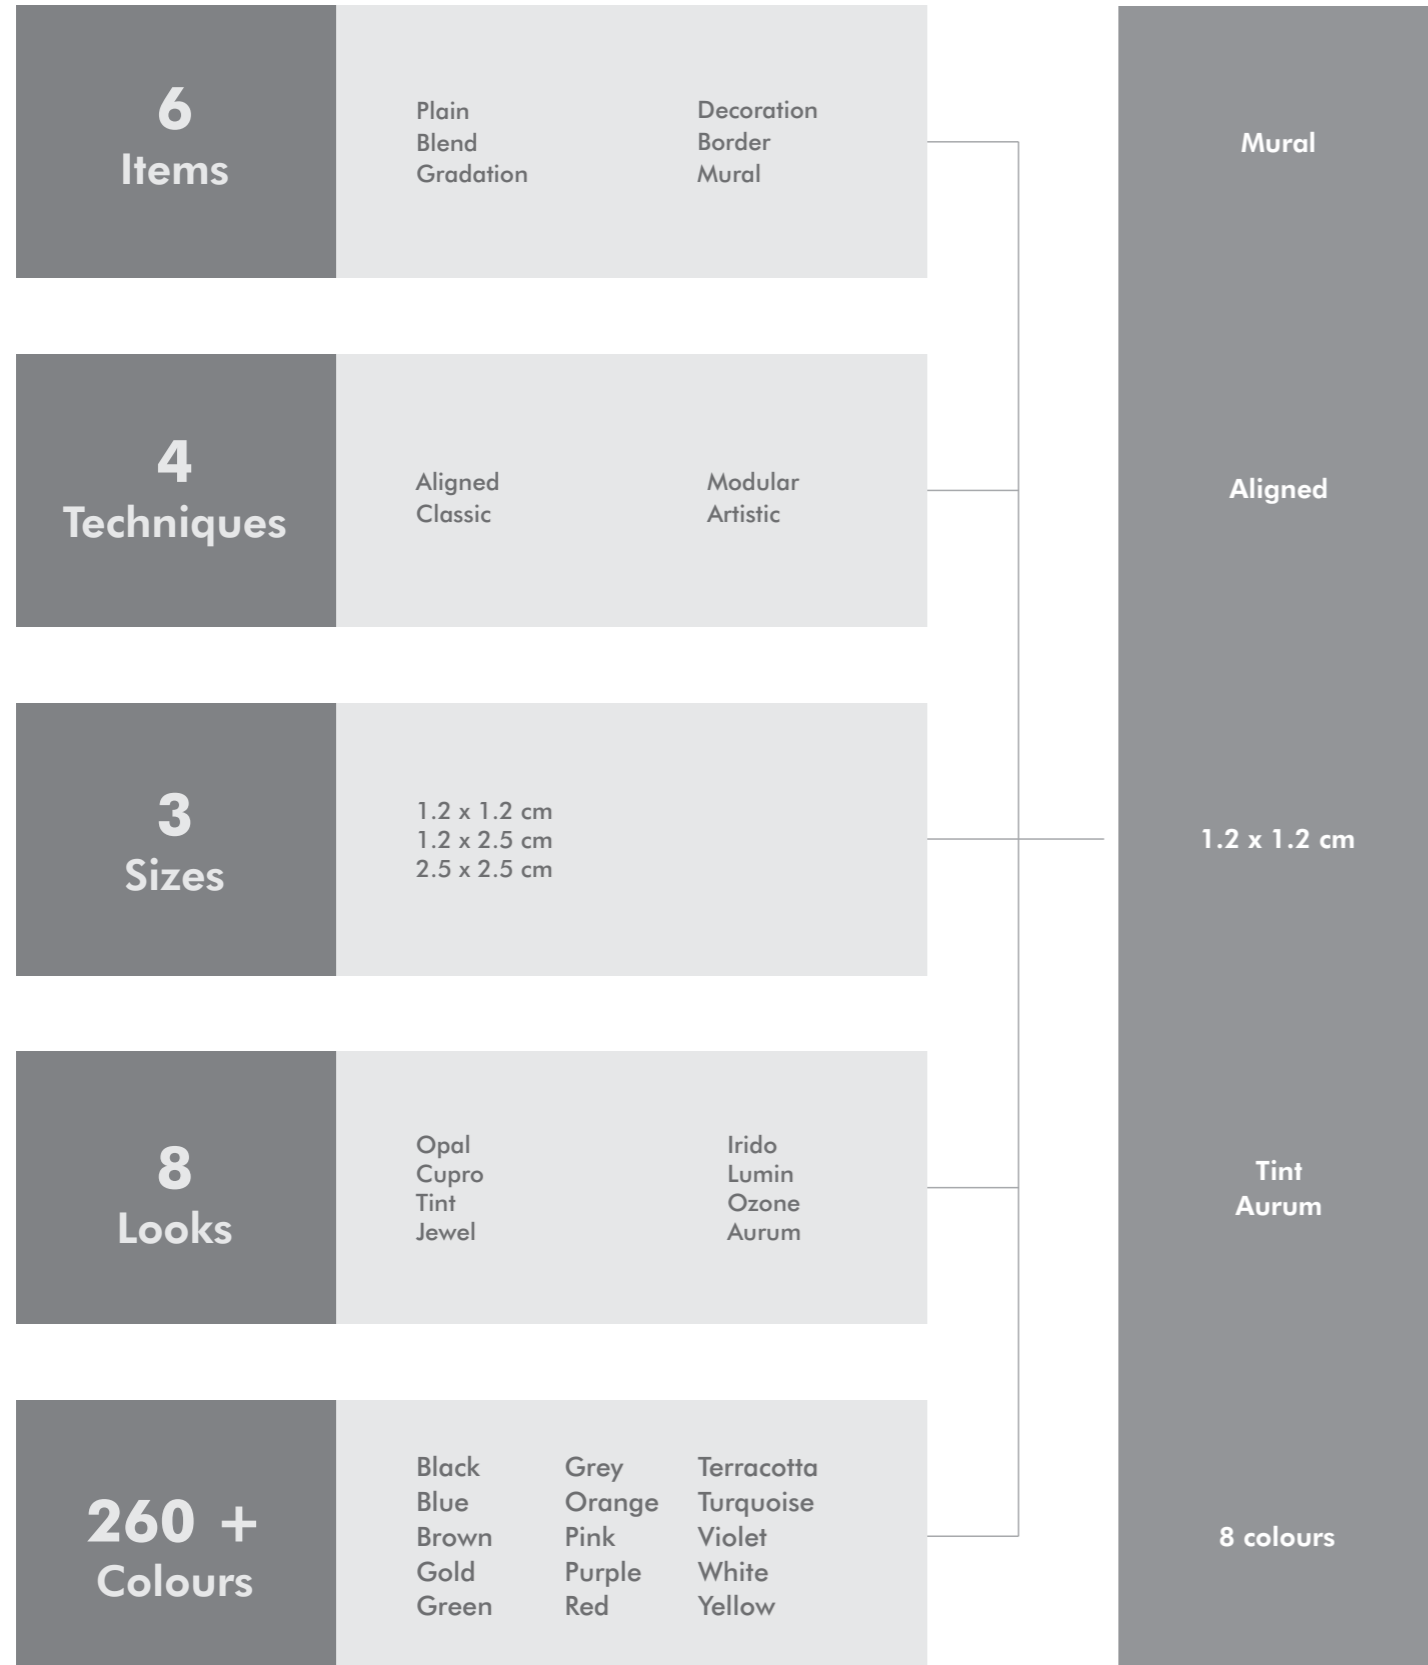 6
Items
Plain
Blend
Gradation
Decoration
Border
Mural
Mural
4
Techniques
Aligned
Classic
Modular
Artistic
Aligned
3
Sizes
1.2 x 1.2 cm
1.2 x 2.5 cm
2.5 x 2.5 cm
1.2 x 1.2 cm
8
Looks
Opal
Cupro
Tint
Jewel
Irido
Lumin
Ozone
Aurum
Tint
Aurum
260 +
Colours
Black
Blue
Brown
Gold
Green
Grey
Orange
Pink
Purple
Red
Terracotta
Turquoise
Violet
White
Yellow
8 colours